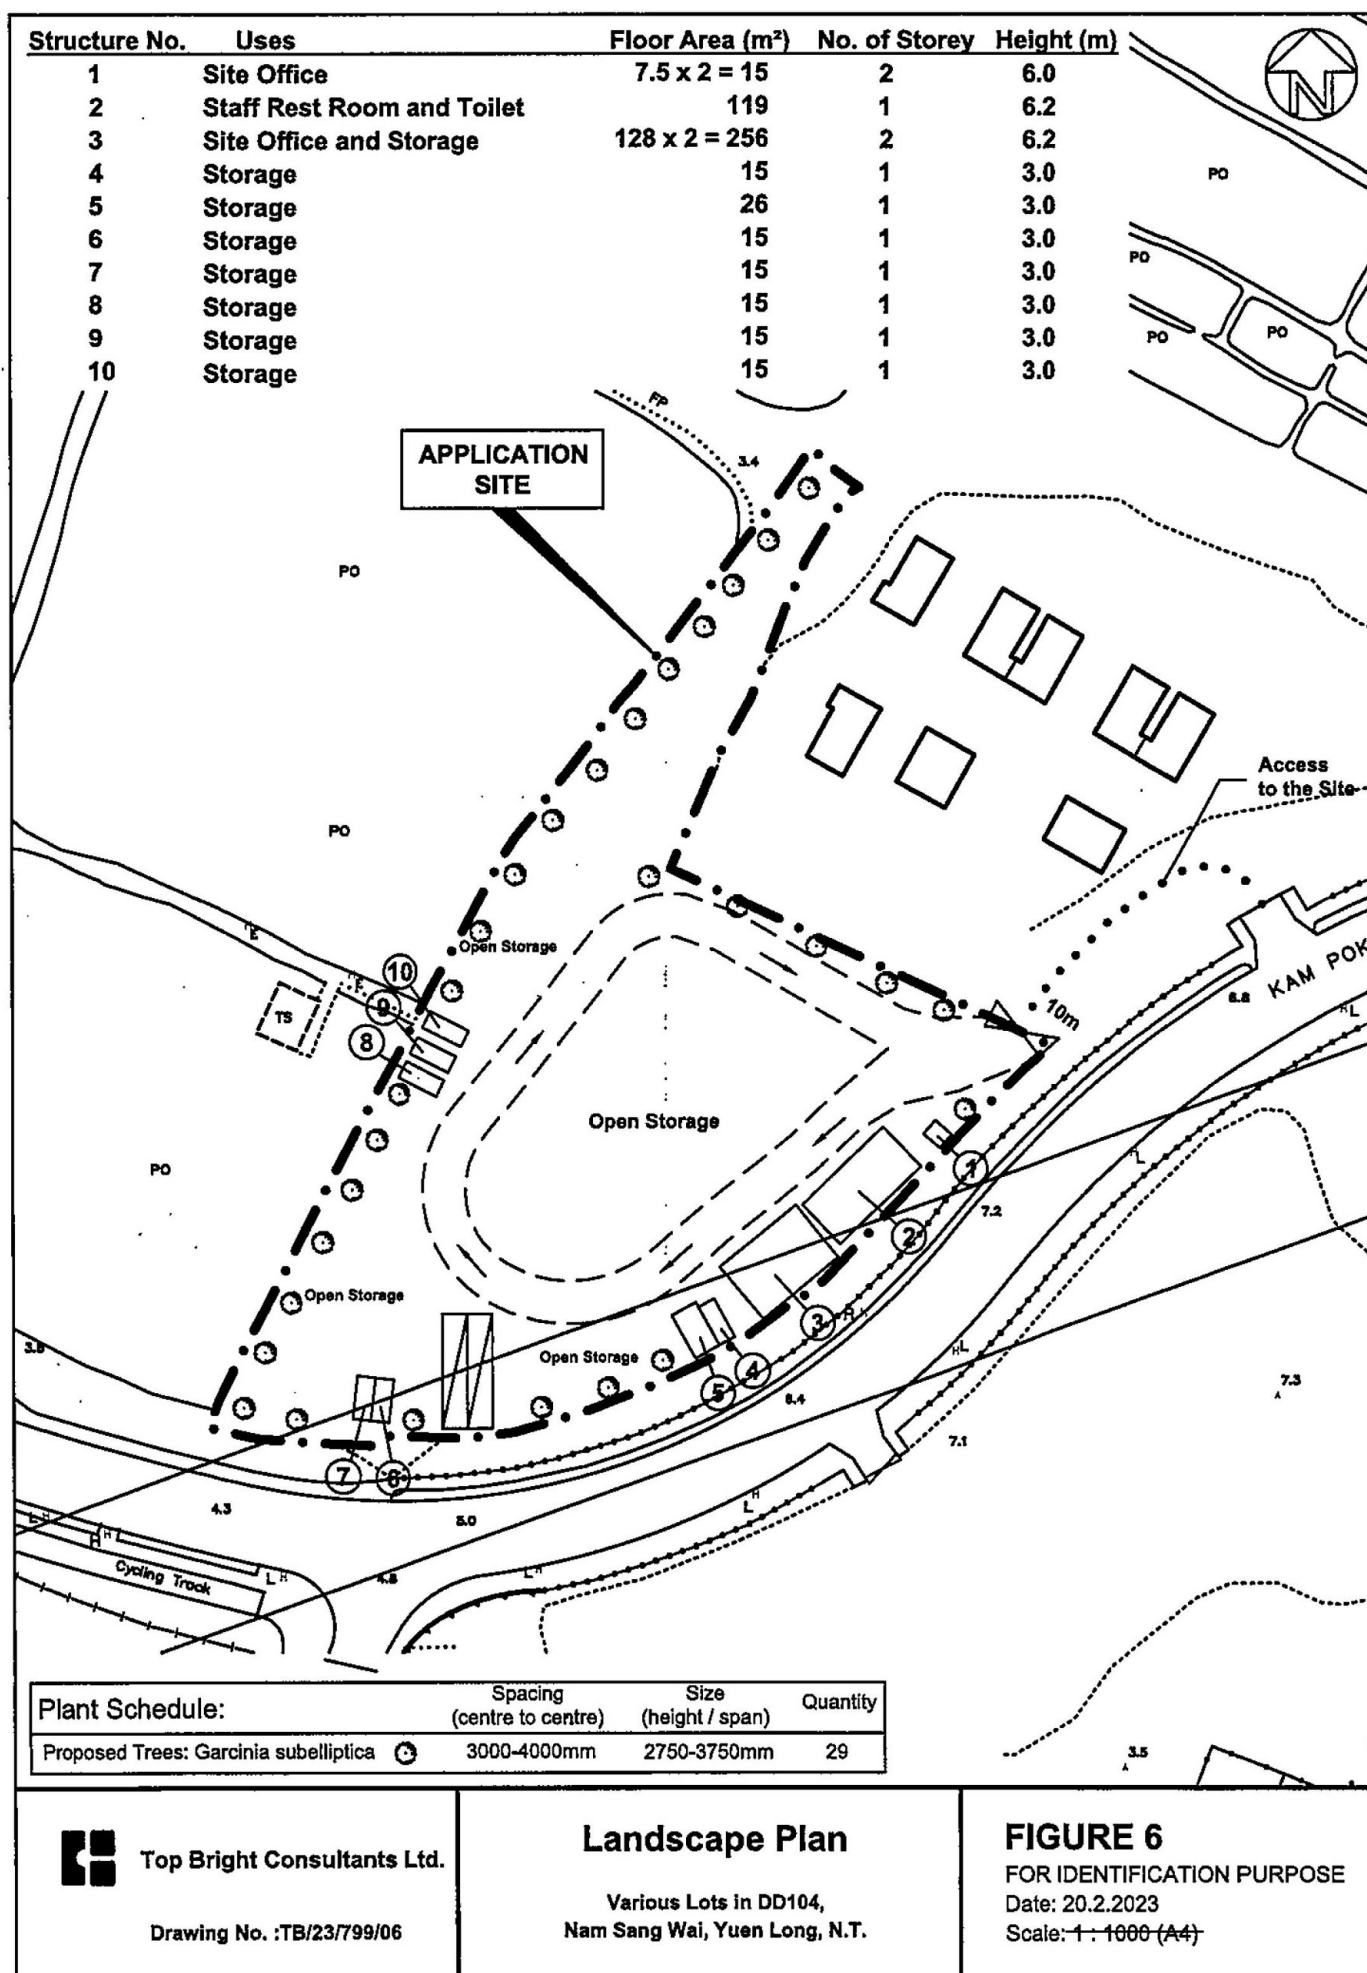 Structure No. Uses Floor Area (m²) No. of Storey Height (m)
1 Site Office 7.5 x 2 = 15 2 6.0
2 Staff Rest Room and Toilet 119 1 6.2
3 Site Office and Storage 128 x 2 = 256 2 6.2
4 Storage 15 1 3.0
5 Storage 26 1 3.0
6 Storage 15 1 3.0
7 Storage 15 1 3.0
8 Storage 15 1 3.0
9 Storage 15 1 3.0
10 Storage 15 1 3.0
N
PO
PO
PO
PO
FP
3.4
APPLICATION
SITE
PO
Access
to the Site
PO
E
Open Storage
10
E
9
TS
8
KAM POK
6.8
10m
L H
Open Storage
PO
1
H L
7.2
2
Open Storage
3
R H
3.8
Open Storage
4
5
H L
6.4
7.3
7.1
7
6
4.3
5.0
L H
L H
R H
Cycling Track
L H
4.8
L H
Plant Schedule:
Spacing
(centre to centre)
Size
(height / span)
Quantity
Proposed Trees: Garcinia subelliptica 3000-4000mm 2750-3750mm 29
3.5
Top Bright Consultants Ltd.
Drawing No. :TB/23/799/06
Landscape Plan
Various Lots in DD104,
Nam Sang Wai, Yuen Long, N.T.
FIGURE 6
FOR IDENTIFICATION PURPOSE
Date: 20.2.2023
Scale: 1 : 1000 (A4)